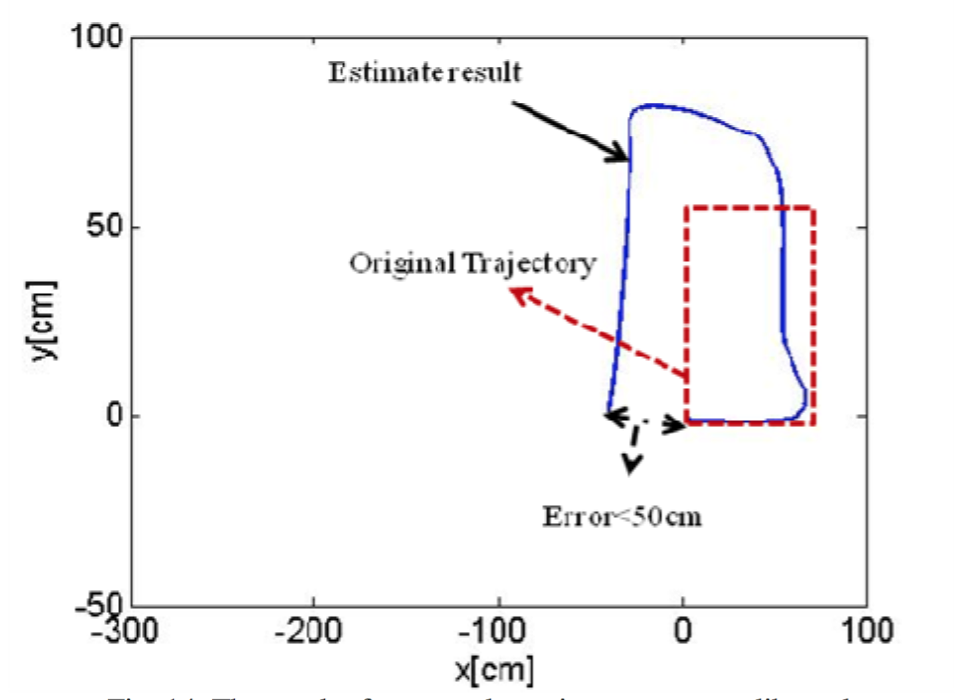 100
Estimate result
50
Original Trajectory
y[cm]
0
Error<50cm
-50
-300 -200 -100 0 100
x[cm]